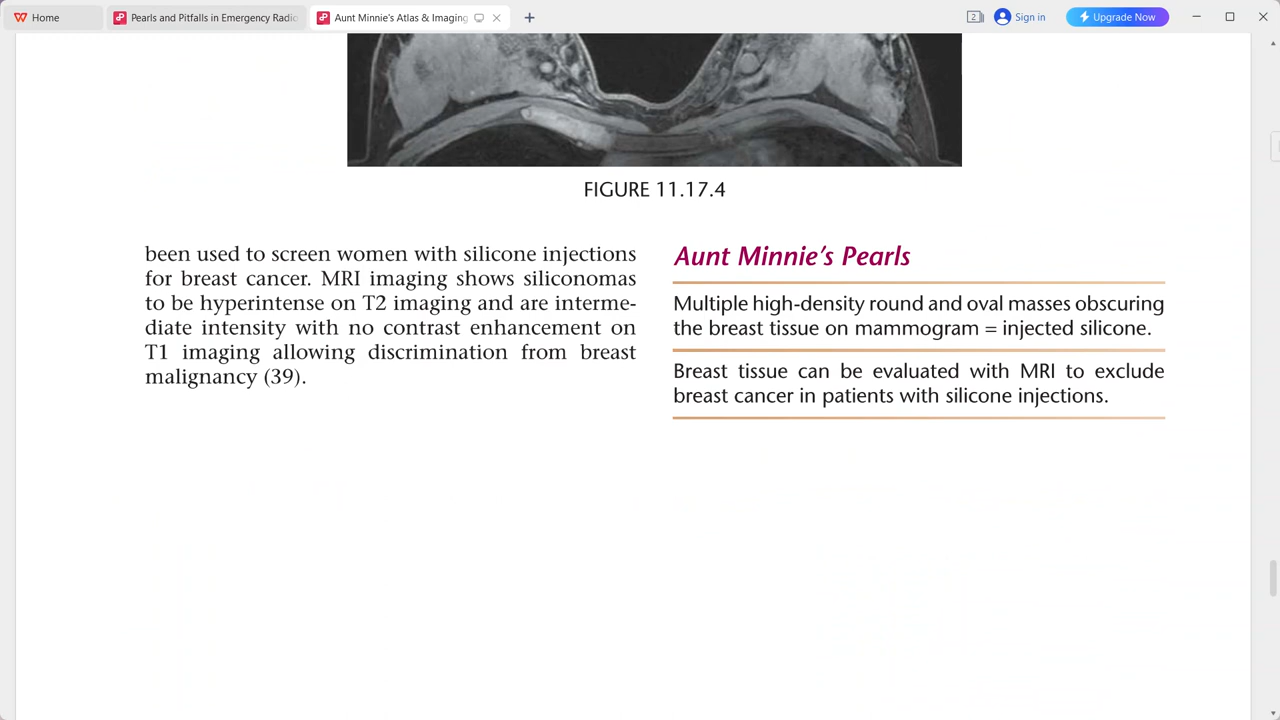 Home
Pearls and Pitfalls in Emergency Radio
Aunt Minnie's Atlas & Imaging
2
Sign in
Upgrade Now
FIGURE 11.17.4
been used to screen women with silicone injections
for breast cancer. MRI imaging shows siliconomas
to be hyperintense on T2 imaging and are interme-
diate intensity with no contrast enhancement on
T1 imaging allowing discrimination from breast
malignancy (39).
Aunt Minnie's Pearls
Multiple high-density round and oval masses obscuring
the breast tissue on mammogram = injected silicone.
Breast tissue can be evaluated with MRI to exclude
breast cancer in patients with silicone injections.